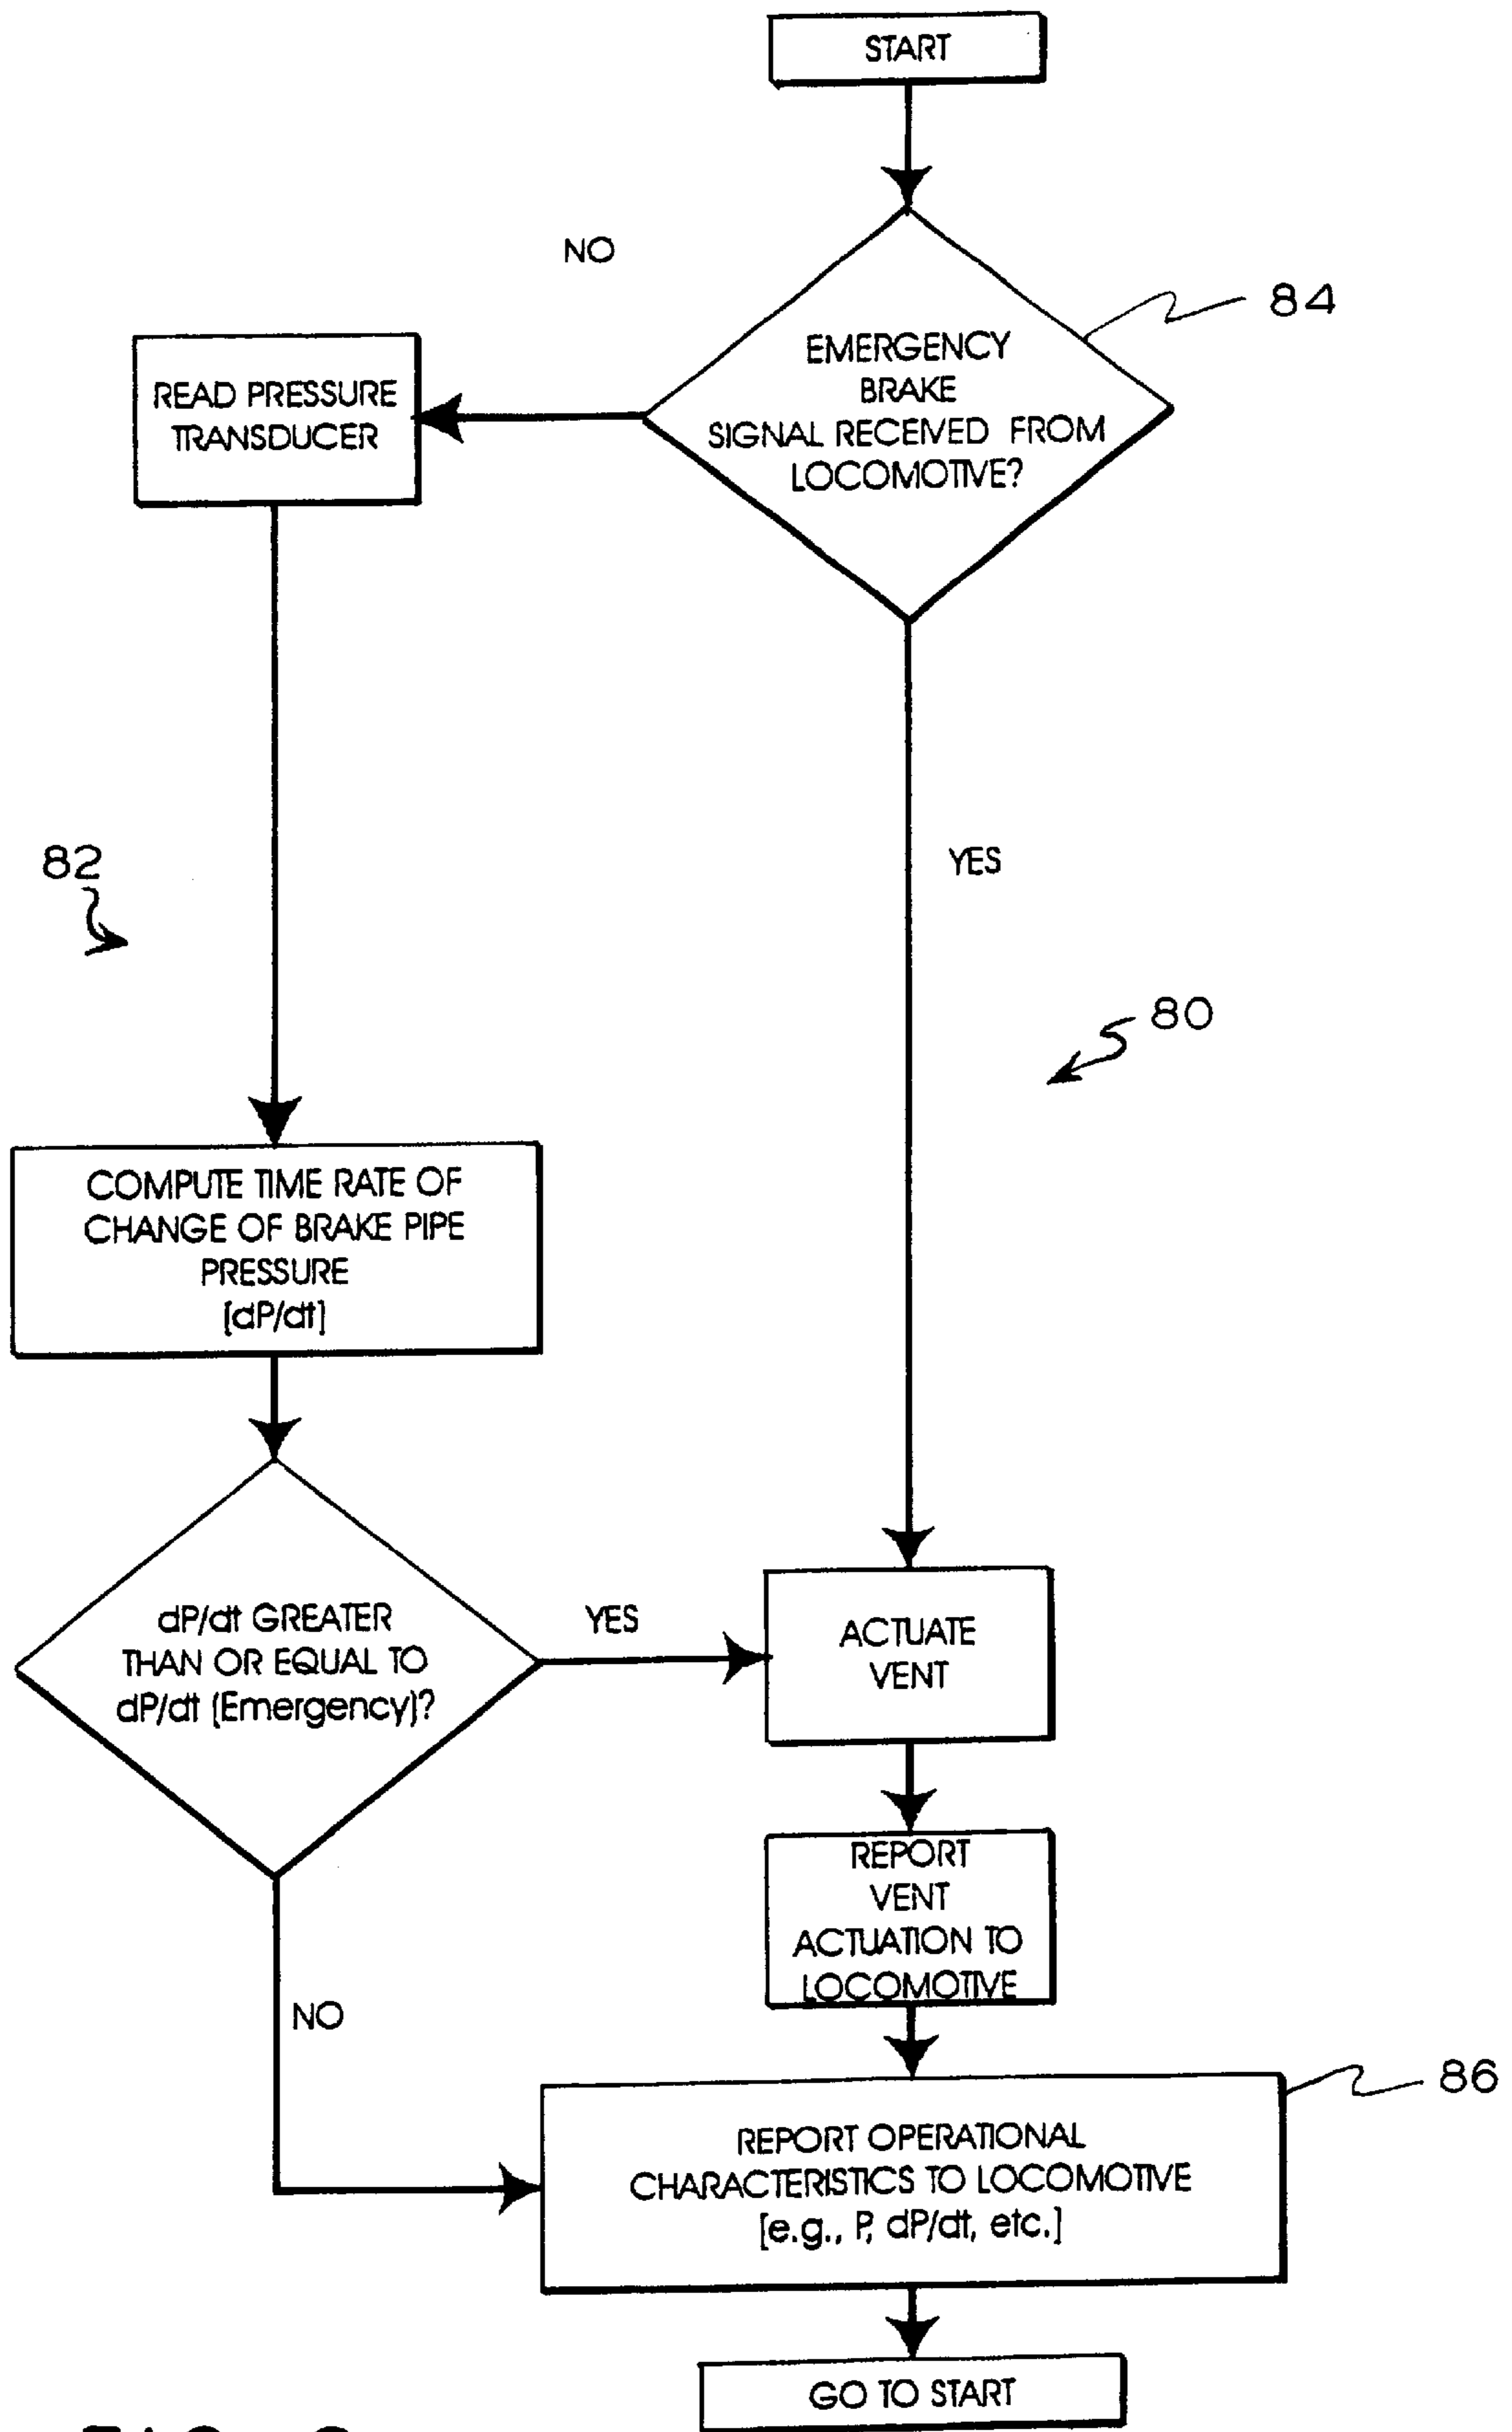 START
NO
84
EMERGENCY
BRAKE
SIGNAL RECEIVED FROM
LOCOMOTIVE?
READ PRESSURE
TRANSDUCER
YES
82
80
COMPUTE TIME RATE OF
CHANGE OF BRAKE PIPE
PRESSURE
[dP/dt]
dP/dt GREATER
THAN OR EQUAL TO
dP/dt (Emergency)?
YES
ACTUATE
VENT
REPORT
VENT
ACTUATION TO
LOCOMOTIVE
NO
86
REPORT OPERATIONAL
CHARACTERISTICS TO LOCOMOTIVE
[e.g., P, dP/dt, etc.]
GO TO START